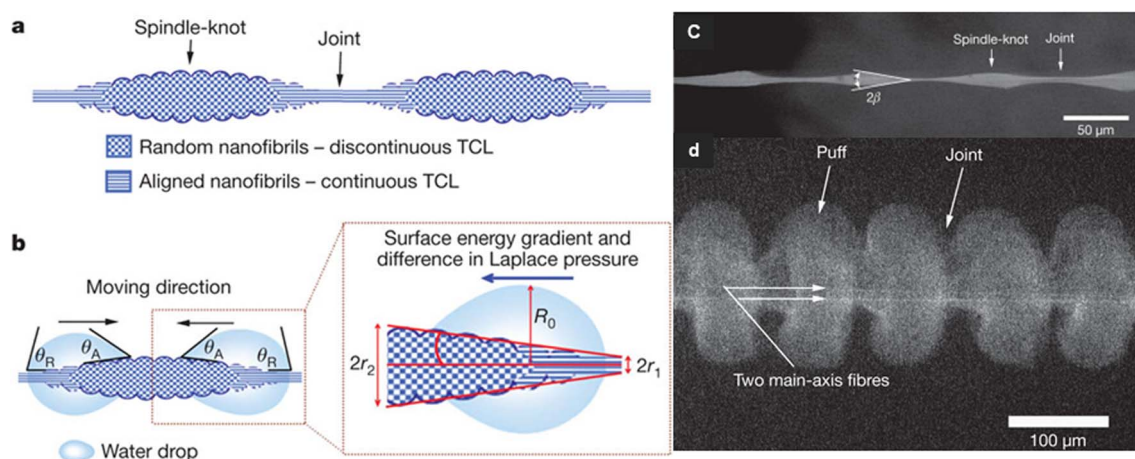 a
Spindle-knot
Joint
Random nanofibrils – discontinuous TCL
Aligned nanofibrils – continuous TCL
b
Moving direction
θA
θA
θR
θR
Water drop
Surface energy gradient and
difference in Laplace pressure
R0
2r2
2r1
C
Spindle-knot
Joint
2β
50 µm
d
Puff
Joint
Two main-axis fibres
100 µm